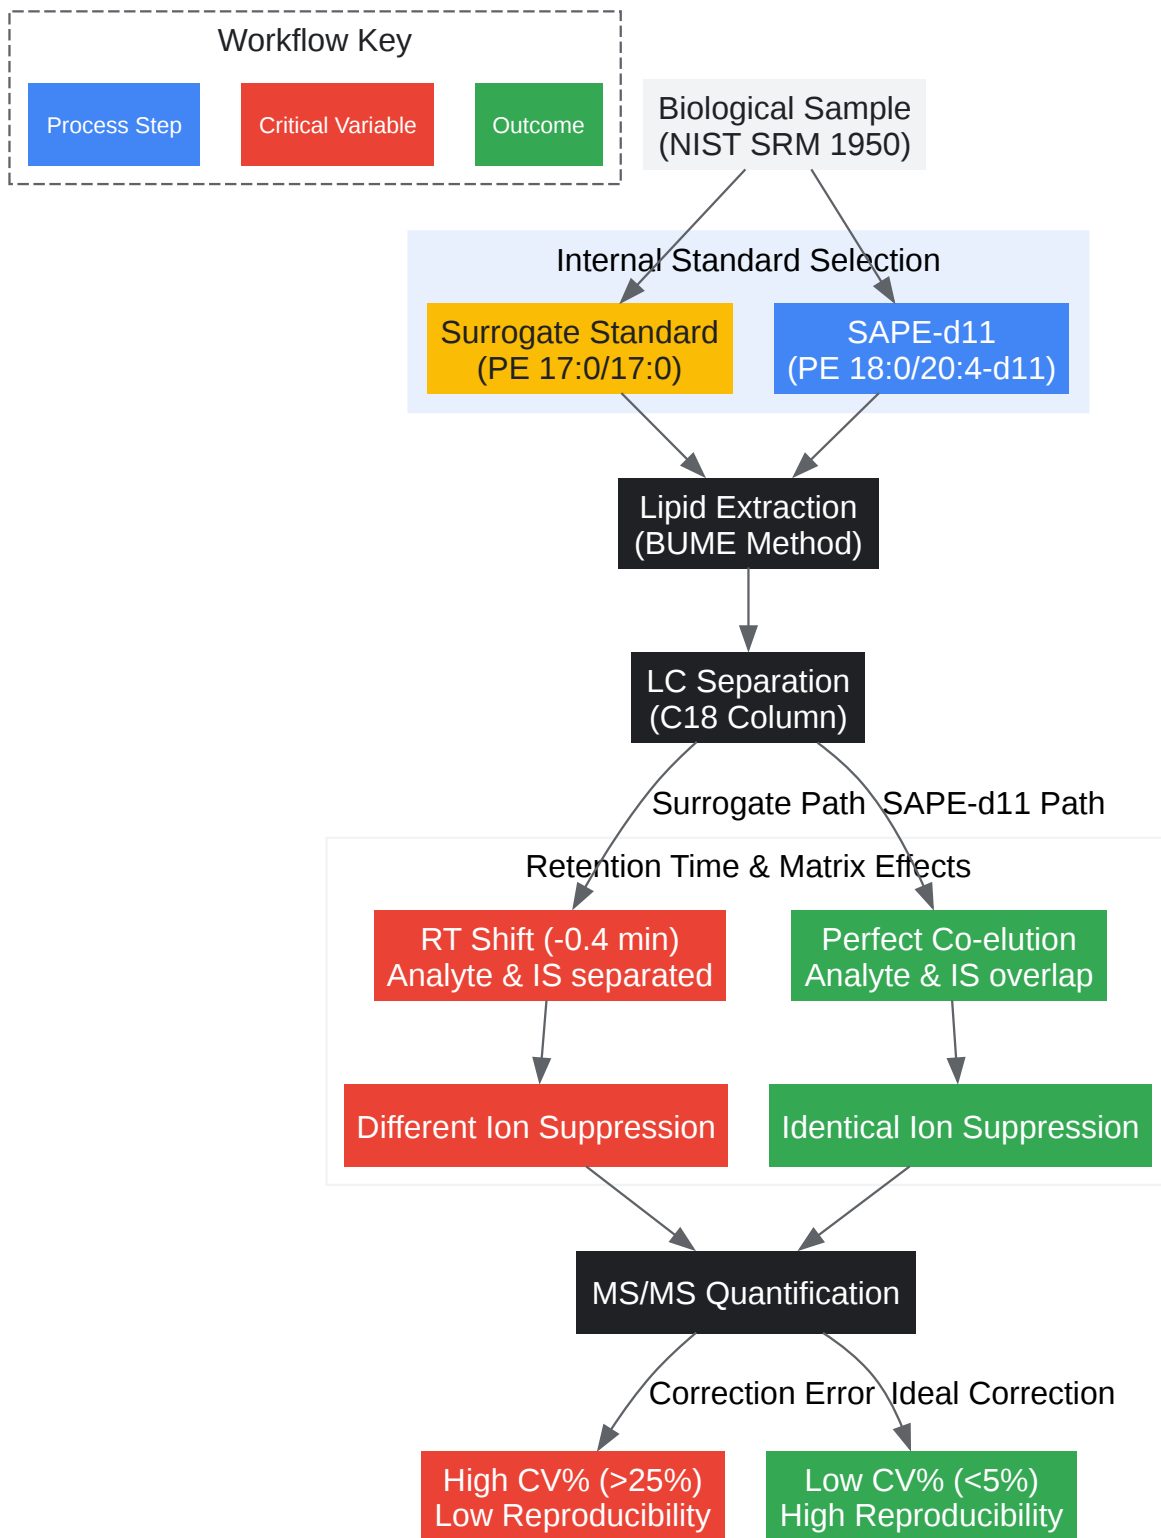 Workflow Key
Process Step
Critical Variable
Outcome
Biological Sample
(NIST SRM 1950)
Internal Standard Selection
Surrogate Standard
(PE 17:0/17:0)
SAPE-d11
(PE 18:0/20:4-d11)
Lipid Extraction
(BUME Method)
LC Separation
(C18 Column)
Surrogate Path
SAPE-d11 Path
Retention Time & Matrix Effects
RT Shift (-0.4 min)
Analyte & IS separated
Perfect Co-elution
Analyte & IS overlap
Different Ion Suppression
Identical Ion Suppression
MS/MS Quantification
Correction Error
Ideal Correction
High CV% (>25%)
Low Reproducibility
Low CV% (<5%)
High Reproducibility